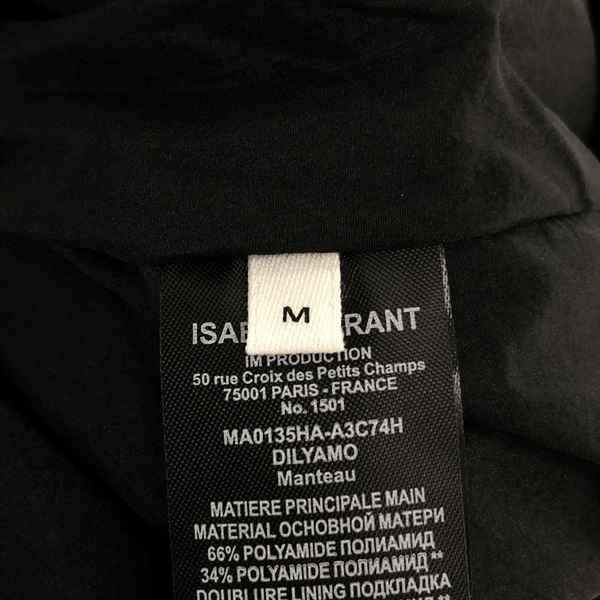 M
RANT
IM PRODUCTION
50 rue Croix des Petits Champs
75001 PARIS - FRANCE
No. 1501
MA0135HA-A3C74H
DILYAMO
Manteau
MATIERE PRINCIPALE MAIN
MATERIAL ОСНОВНОЙ МАТЕРИ
66% POLYAMIDE ПОЛИАМИД
34% POLYAMIDE ПОЛИАМИД **
DOUBLURE LINING ПОДКЛАДКА